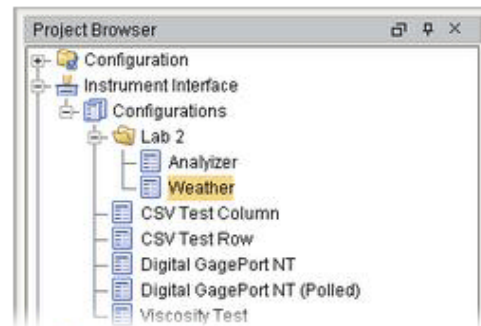 Project Browser
Configuration
Instrument Interface
Configurations
Lab 2
Analyizer
Weather
CSV Test Column
CSV Test Row
Digital GagePort NT
Digital GagePort NT (Polled)
Viscosity Test